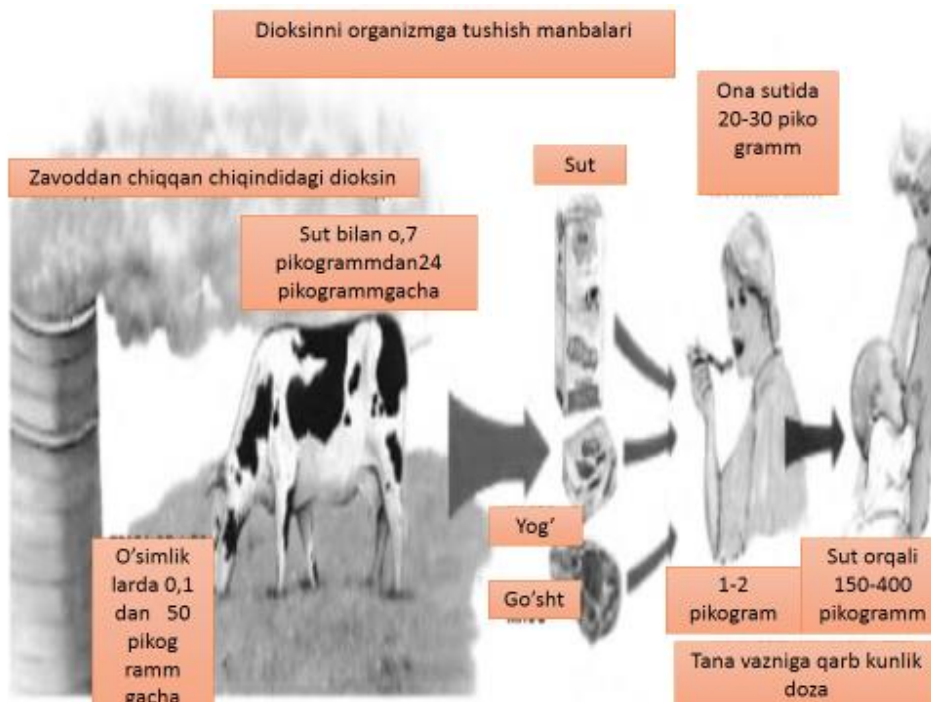 Dioksinni organizmga tushish manbalari
Zavoddan chiqqan chiqindidagi dioksin
Sut bilan o,7
pikogrammdan24
pikogrammgacha
O'simlik
larda 0,1
dan 50
pikog
ramm
gacha
Sut
Yog'
Go'sht
Ona sutida
20-30 piko
gramm
1-2
pikogram
Sut orqali
150-400
pikogramm
Tana vazniga qarb kunlik
doza